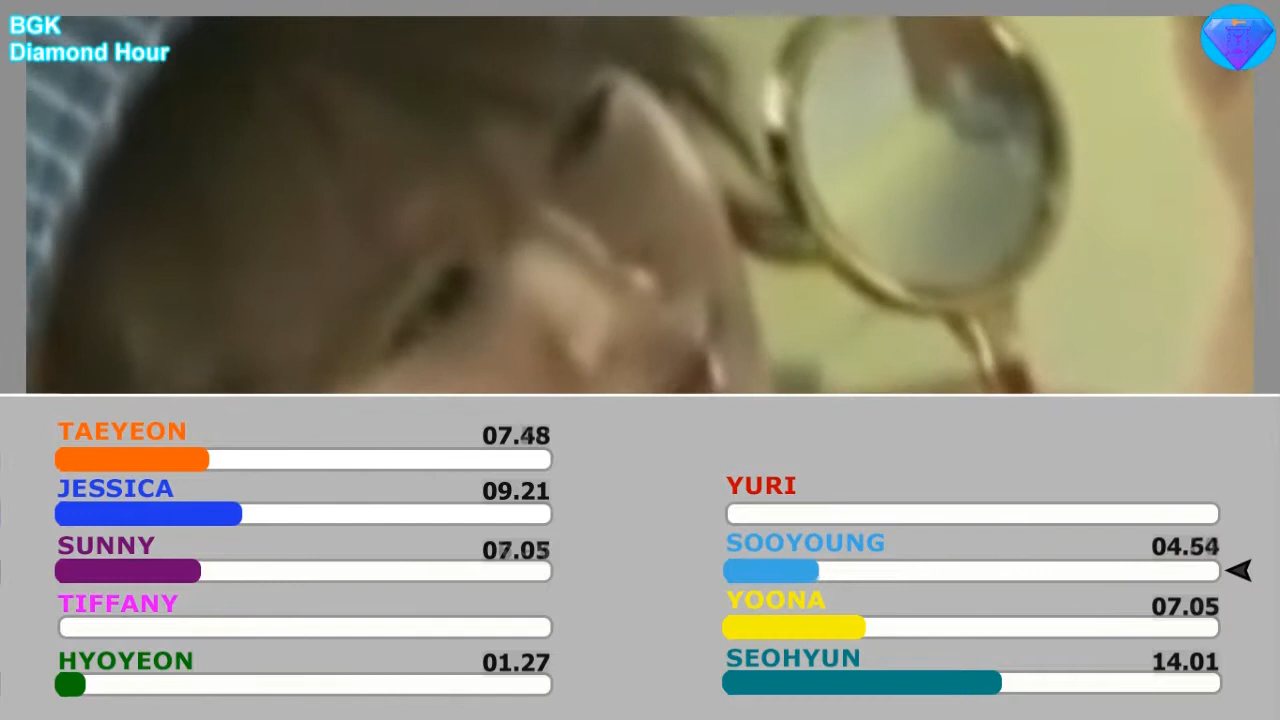 BGK
Diamond Hour
TAEYEON 07.48
JESSICA 09.21
SUNNY 07.05
TIFFANY
HYOYEON 01.27
YURI
SOOYOUNG 04.54
YOONA 07.05
SEOHYUN 14.01